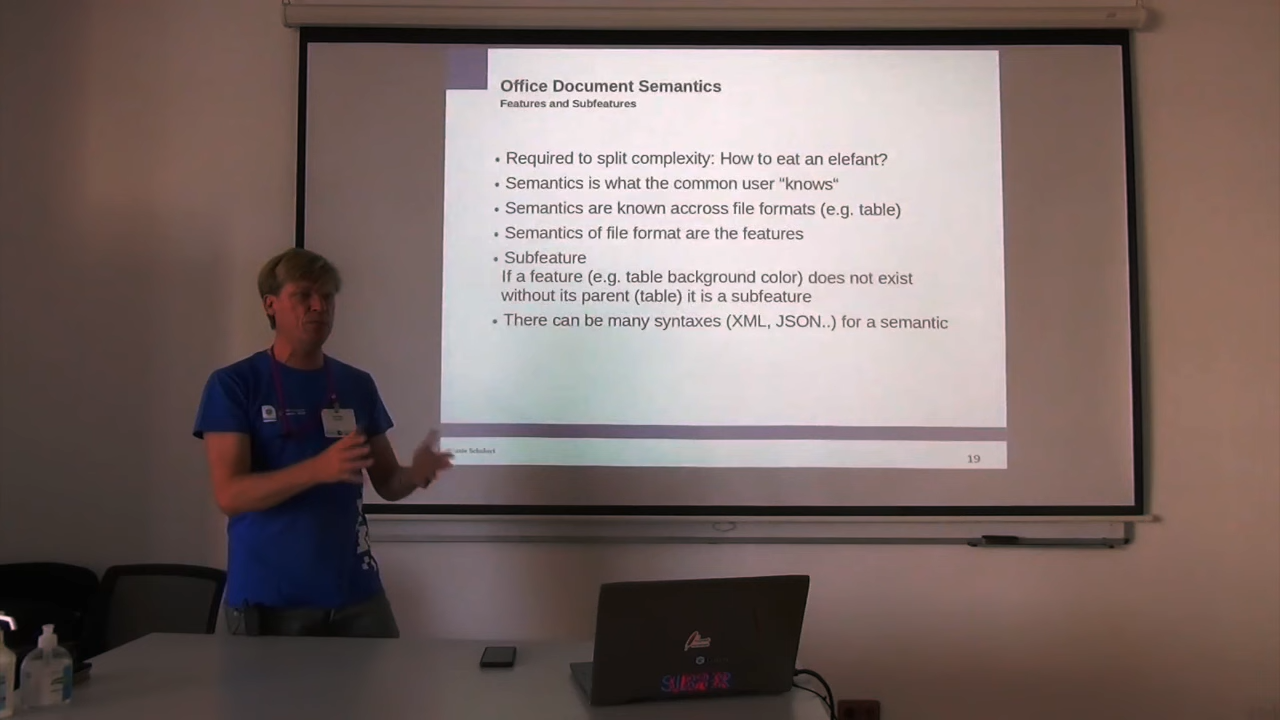 Office Document Semantics
Features and Subfeatures
• Required to split complexity: How to eat an elefant?
• Semantics is what the common user “knows“
• Semantics are known accross file formats (e.g. table)
• Semantics of file format are the features
• Subfeature
If a feature (e.g. table background color) does not exist
without its parent (table) it is a subfeature
• There can be many syntaxes (XML, JSON..) for a semantic
19